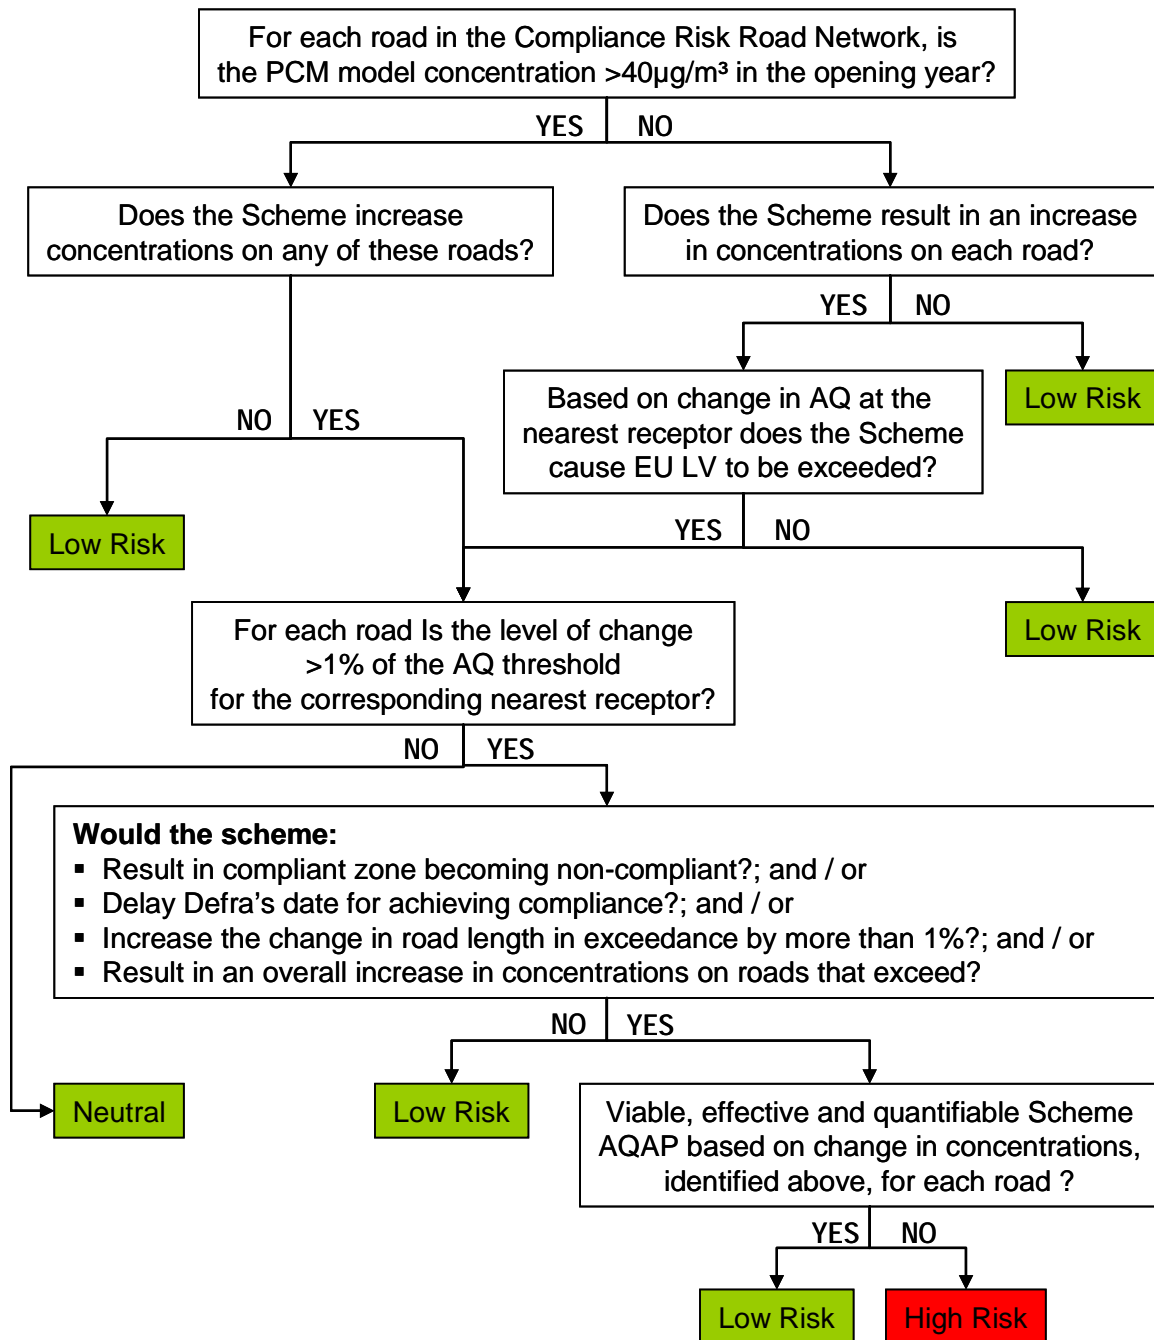 For each road in the Compliance Risk Road Network, is
the PCM model concentration >40µg/m³ in the opening year?
YES NO
Does the Scheme increase
concentrations on any of these roads?
Does the Scheme result in an increase
in concentrations on each road?
YES NO
Based on change in AQ at the
nearest receptor does the Scheme
cause EU LV to be exceeded?
Low Risk
NO YES
Low Risk
YES NO
Low Risk
For each road Is the level of change
>1% of the AQ threshold
for the corresponding nearest receptor?
NO YES
Would the scheme:
▪ Result in compliant zone becoming non-compliant?; and / or
▪ Delay Defra’s date for achieving compliance?; and / or
▪ Increase the change in road length in exceedance by more than 1%?; and / or
▪ Result in an overall increase in concentrations on roads that exceed?
NO YES
Neutral
Low Risk
Viable, effective and quantifiable Scheme
AQAP based on change in concentrations,
identified above, for each road ?
YES NO
Low Risk
High Risk